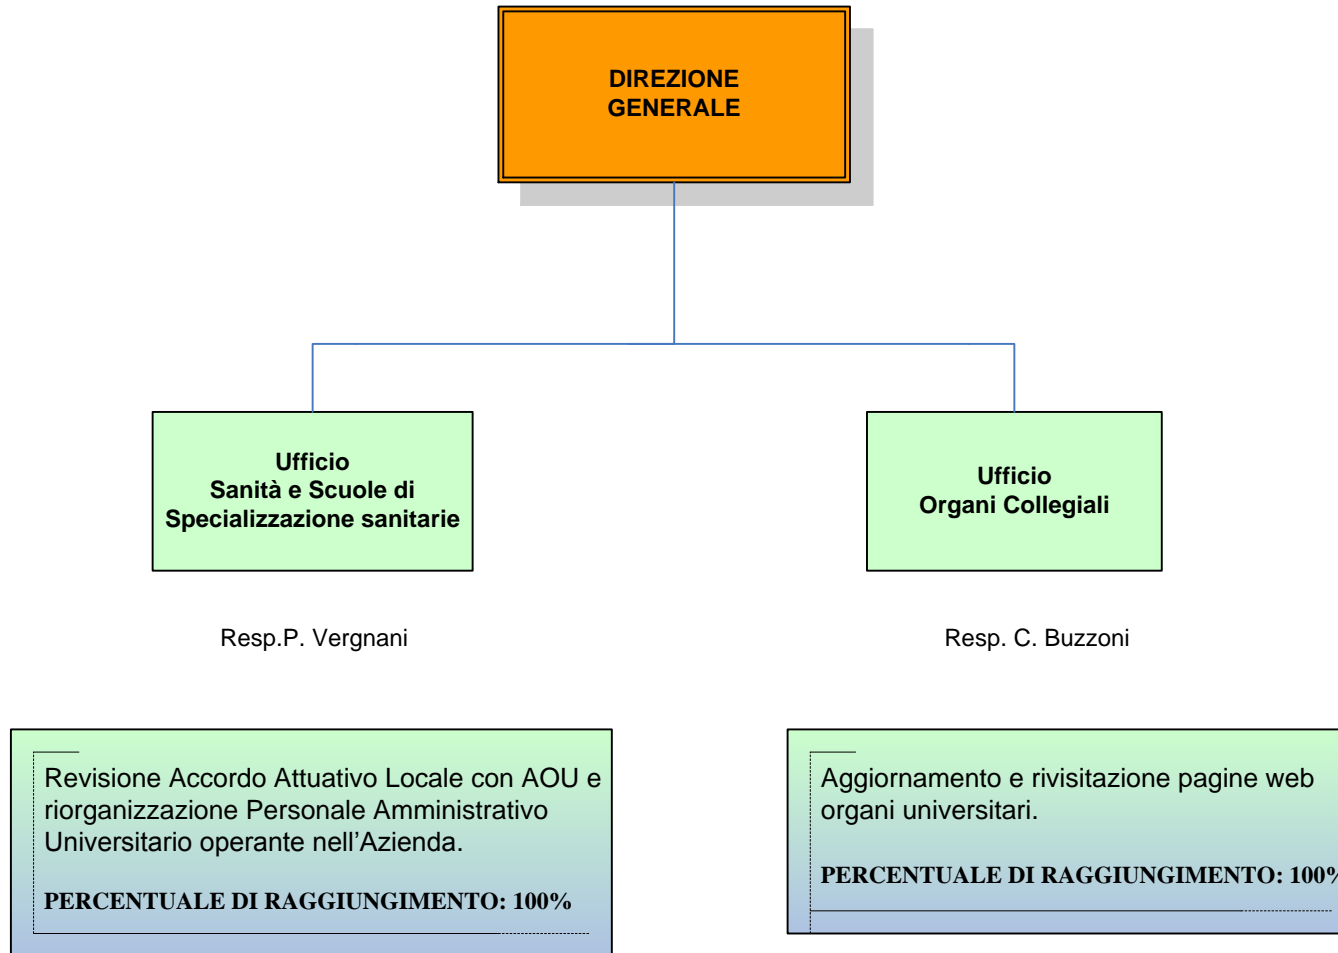 DIREZIONE
GENERALE
Ufficio
Sanità e Scuole di
Specializzazione sanitarie
Ufficio
Organi Collegiali
Resp.P. Vergnani
Resp. C. Buzzoni
Revisione Accordo Attuativo Locale con AOU e
riorganizzazione Personale Amministrativo
Universitario operante nell'Azienda.
PERCENTUALE DI RAGGIUNGIMENTO: 100%
Aggiornamento e rivisitazione pagine web
organi universitari.
PERCENTUALE DI RAGGIUNGIMENTO: 100%